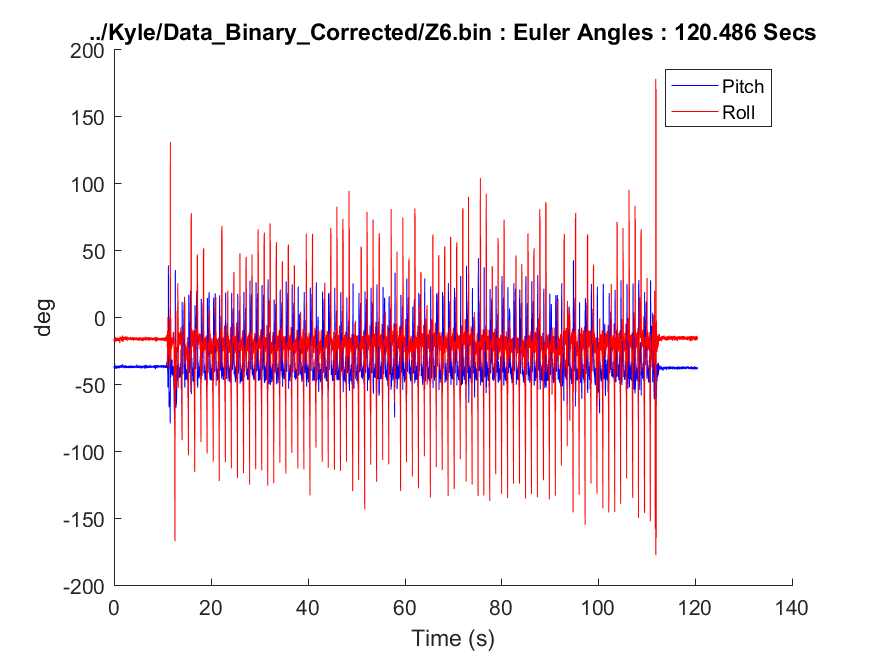 ../Kyle/Data_Binary_Corrected/Z6.bin : Euler Angles : 120.486 Secs
200
150
100
50
0
-50
-100
-150
-200
deg
Pitch
Roll
0 20 40 60 80 100 120 140
Time (s)